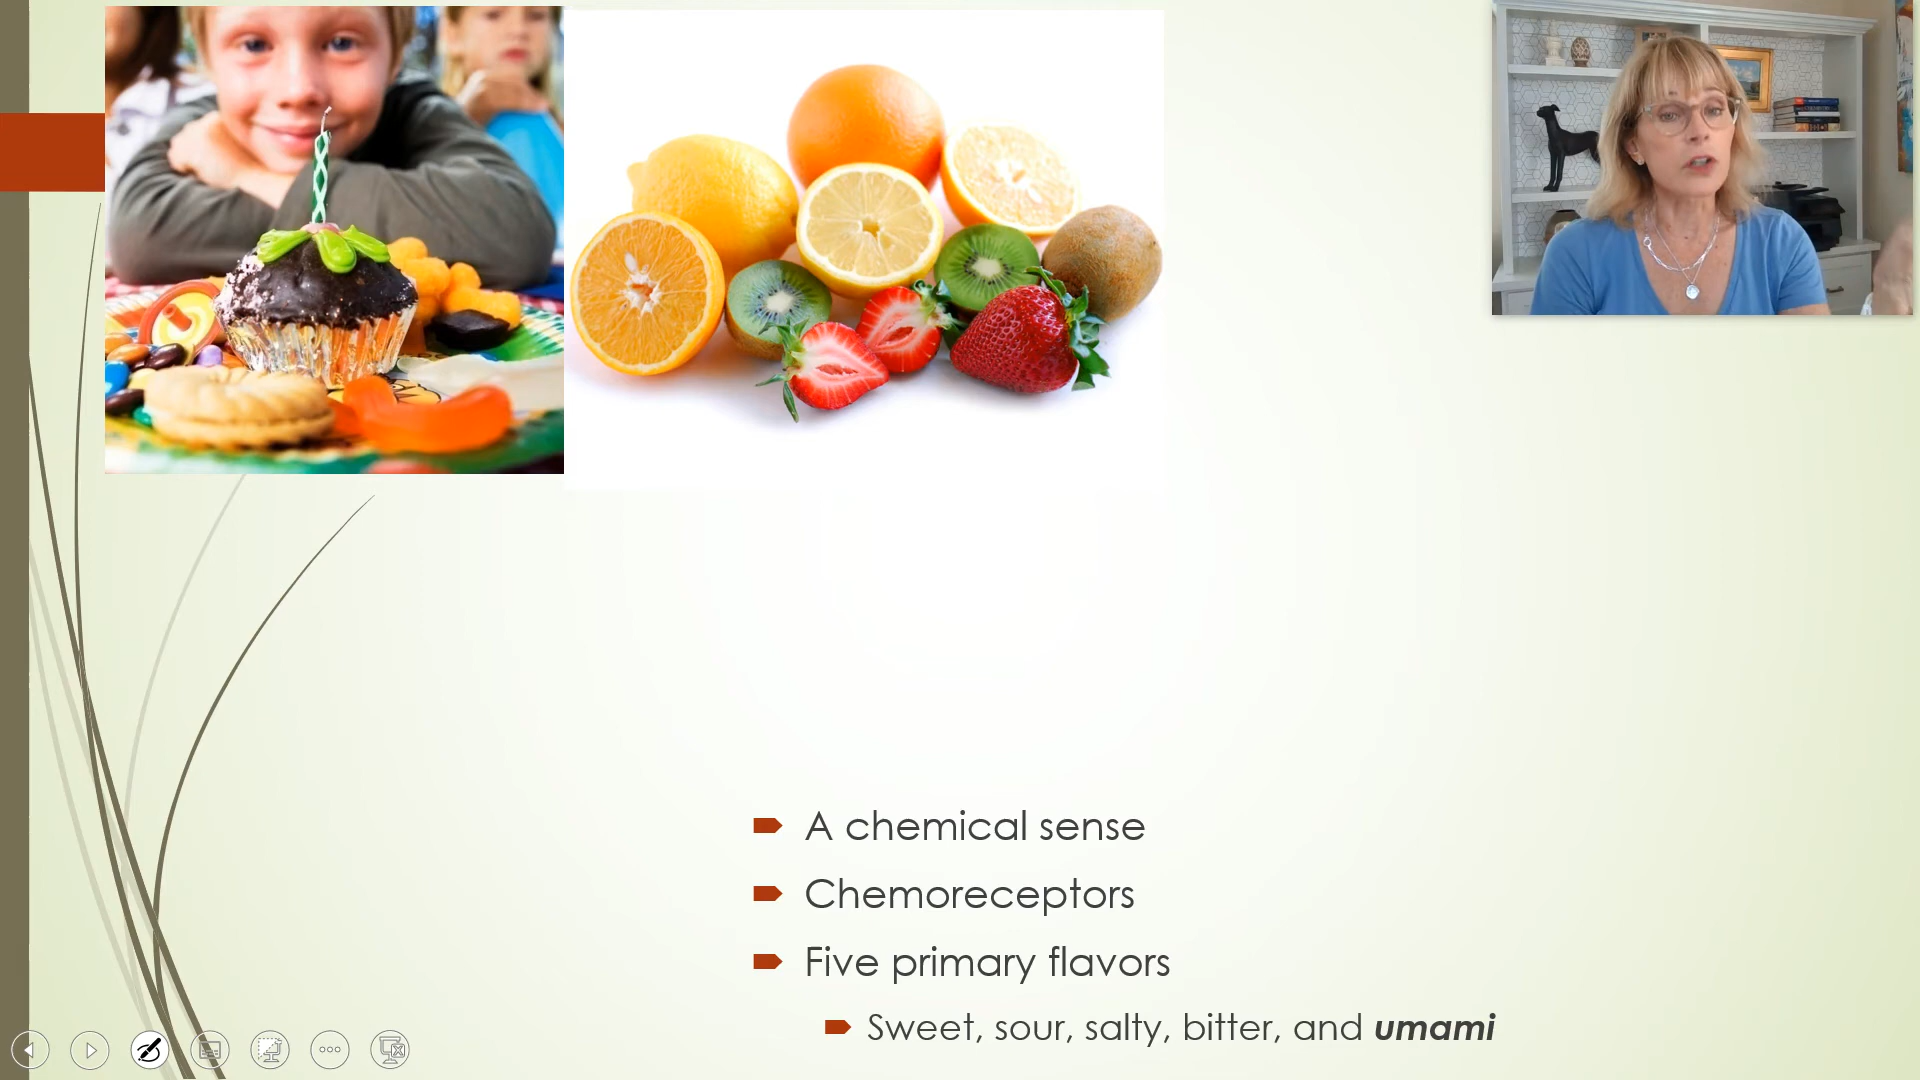 A chemical sense
Chemoreceptors
Five primary flavors
Sweet, sour, salty, bitter, and umami